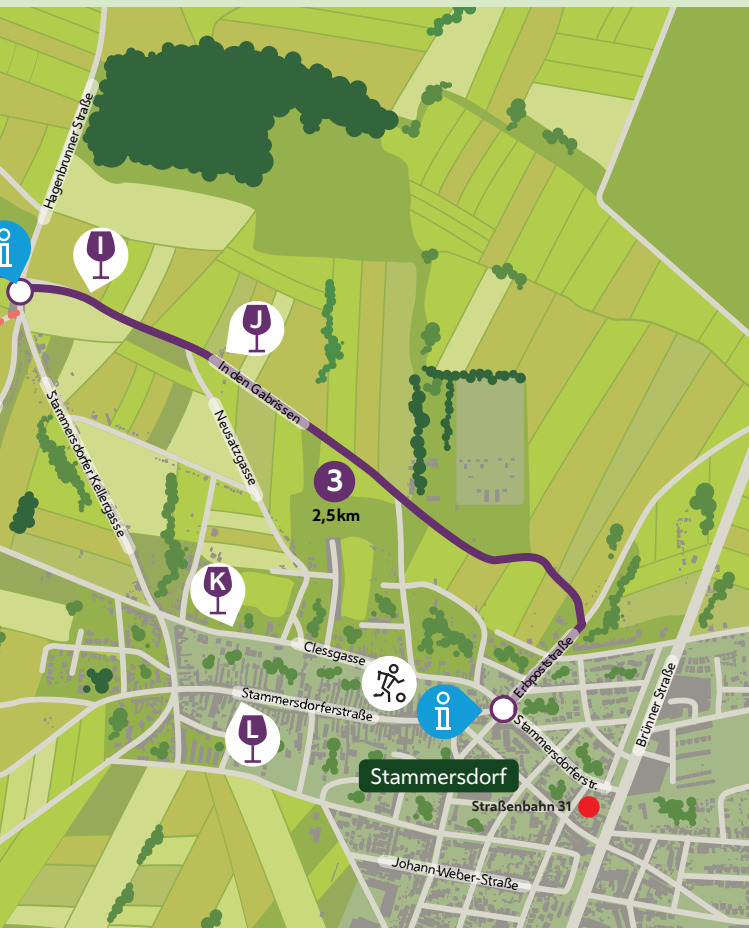 Hagenbrunner Straße
i
I
J
In den Gabrissen
Stammersdorfer Kellergasse
Neusatzgasse
3
2,5km
K
Clessgasse
Erbpoststraße
Stammersdorferstraße
i
L
Stammersdorferstr.
Brünner Straße
Stammersdorf
Straßenbahn 31
Johann-Weber-Straße